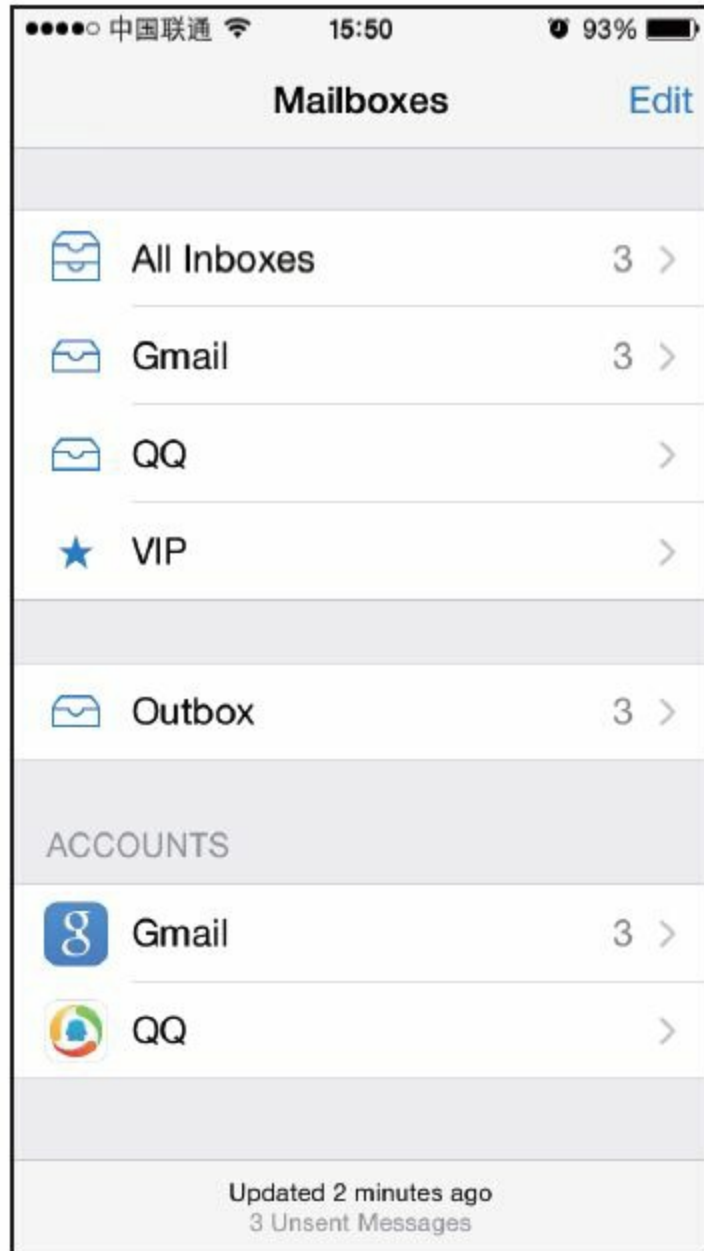 中国联通 15:50 93%
Mailboxes Edit
All Inboxes 3
Gmail 3
QQ
VIP
Outbox 3
ACCOUNTS
g Gmail 3
QQ
Updated 2 minutes ago
3 Unsent Messages